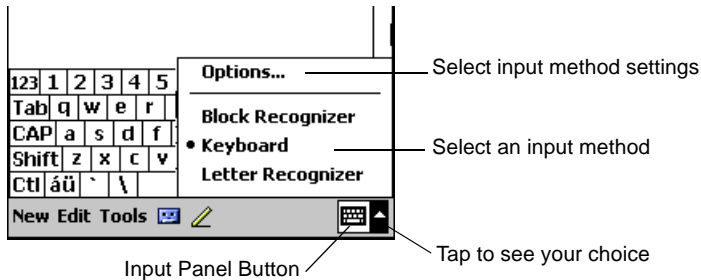 Options...
Select input method settings
123 1 2 3 4 5
Tab q w e r
Block Recognizer
CAP a s d f
Keyboard
Select an input method
Shift z x c v
Letter Recognizer
Ctl áü ` \
New Edit Tools
Tap to see your choice
Input Panel Button